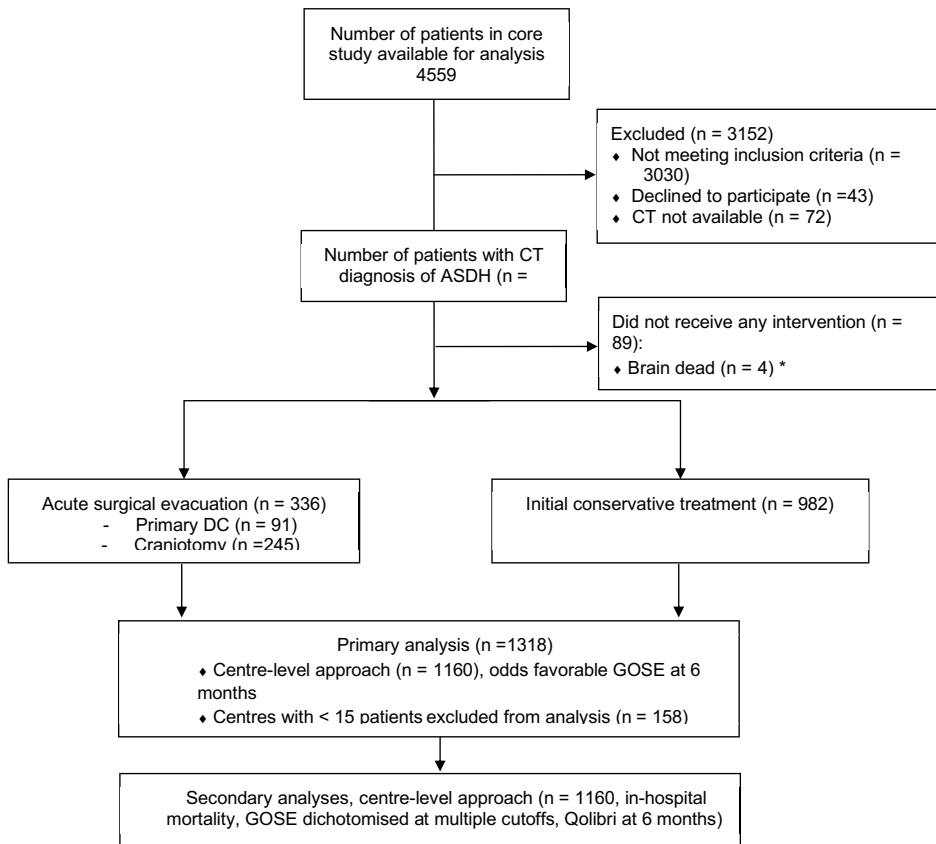 Number of patients in core
study available for analysis
4559
Excluded (n = 3152)
♦ Not meeting inclusion criteria (n =
3030)
♦ Declined to participate (n =43)
♦ CT not available (n = 72)
Number of patients with CT
diagnosis of ASDH (n =
Did not receive any intervention (n =
89):
♦ Brain dead (n = 4) *
Acute surgical evacuation (n = 336)
- Primary DC (n = 91)
- Craniotomy (n =245)
Initial conservative treatment (n = 982)
Primary analysis (n =1318)
♦ Centre-level approach (n = 1160), odds favorable GOSE at 6
months
♦ Centres with < 15 patients excluded from analysis (n = 158)
Secondary analyses, centre-level approach (n = 1160, in-hospital
mortality, GOSE dichotomised at multiple cutoffs, Qolibri at 6 months)